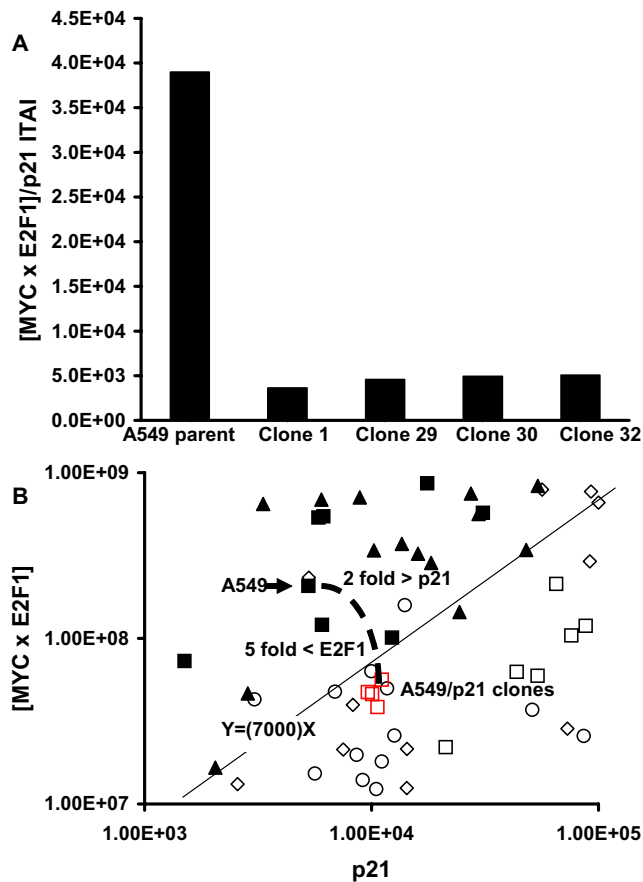 A
[MYC x E2F1]/p21 ITAI
4.5E+04
4.0E+04
3.5E+04
3.0E+04
2.5E+04
2.0E+04
1.5E+04
1.0E+04
5.0E+03
0.0E+00
A549 parent Clone 1 Clone 29 Clone 30 Clone 32
B
[MYC x E2F1]
1.00E+09
1.00E+08
1.00E+07
A549
2 fold > p21
5 fold < E2F1
A549/p21 clones
Y=(7000)X
1.00E+03 1.00E+04 1.00E+05
p21